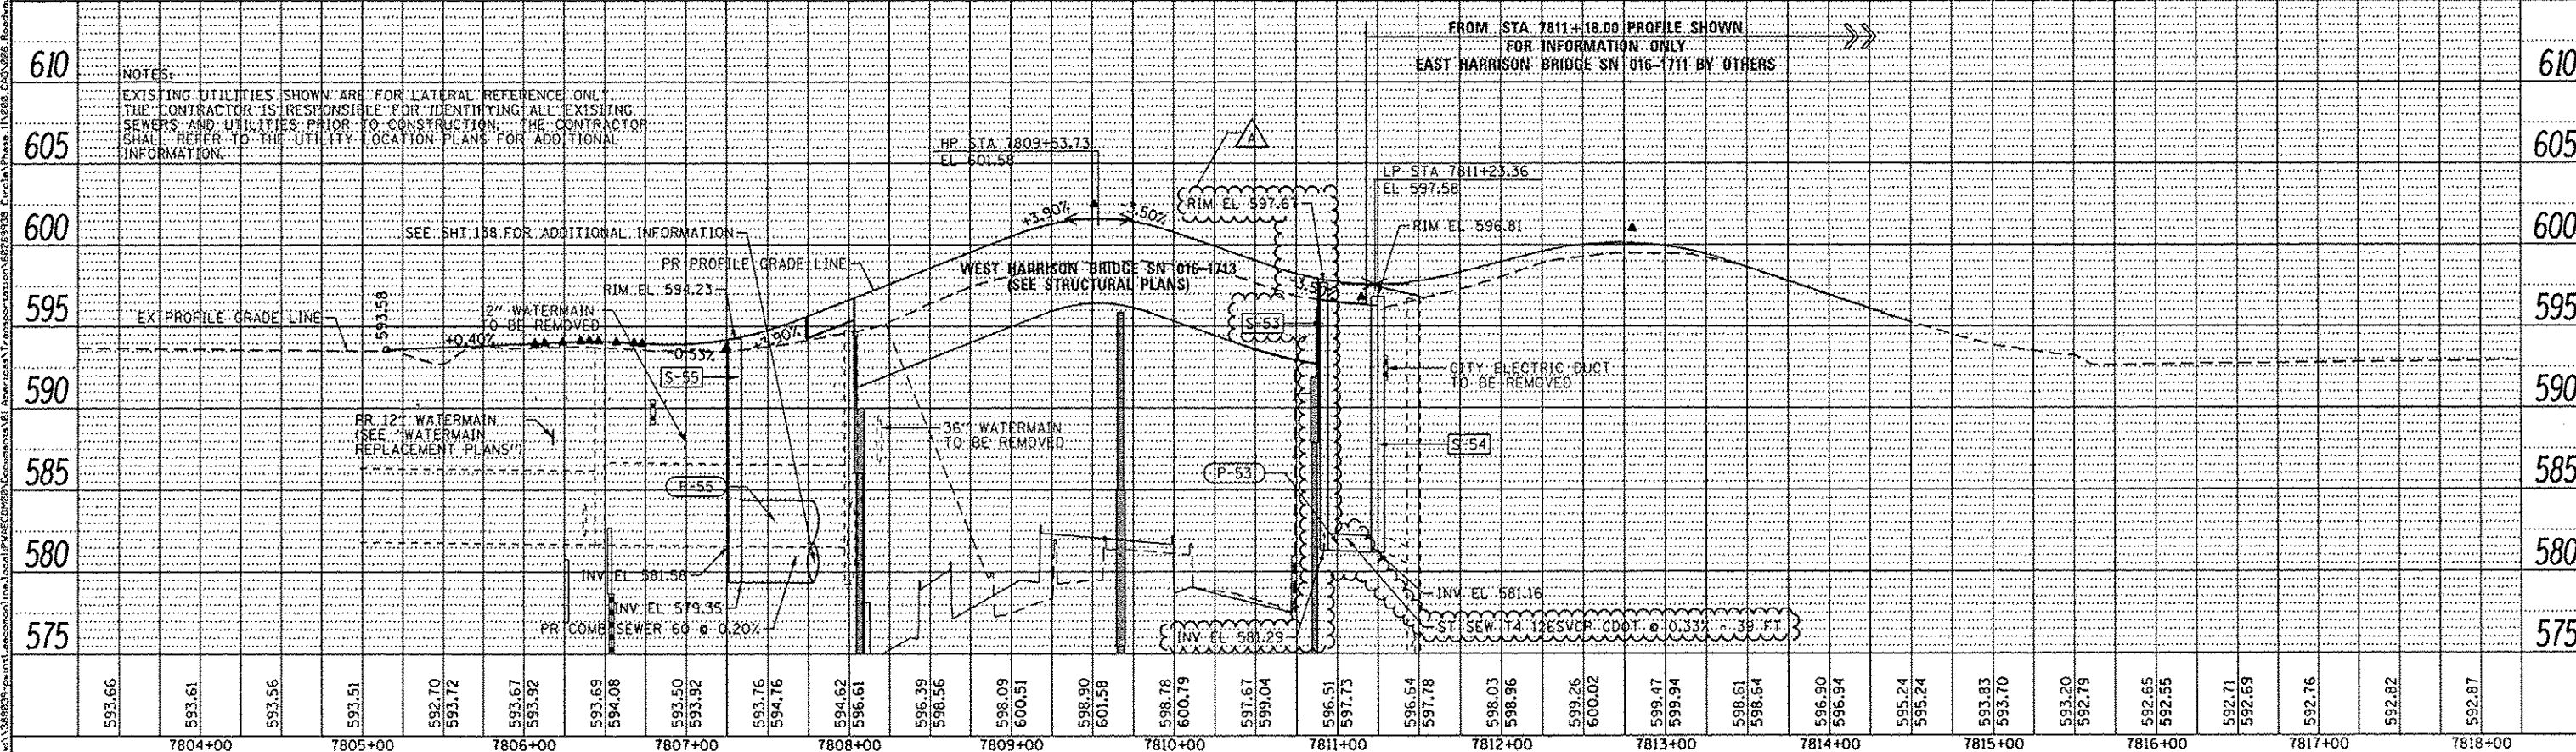 FROM STA 7811+18.00 PROFILE SHOWN
FOR INFORMATION ONLY
EAST HARRISON BRIDGE SN 016-1711 BY OTHERS
610
610
NOTES:
EXISTING UTILITIES SHOWN ARE FOR LATERAL REFERENCE ONLY.
THE CONTRACTOR IS RESPONSIBLE FOR IDENTIFYING ALL EXISTING
SEWERS AND UTILITIES PRIOR TO CONSTRUCTION. THE CONTRACTOR
SHALL REFER TO THE UTILITY LOCATION PLANS FOR ADDITIONAL
INFORMATION.
605
605
HP STA 7809+53.73
EL 601.58
A
LP STA 7811+23.36
EL 597.58
RIM EL 597.67
RIM EL 596.81
600
600
+3.90%
-3.50%
SEE SHT 138 FOR ADDITIONAL INFORMATION
PR PROFILE GRADE LINE
WEST HARRISON BRIDGE SN 016-1713
(SEE STRUCTURAL PLANS)
-3.50%
RIM EL 594.23
595
595
593.58
EX PROFILE GRADE LINE
12" WATERMAIN
TO BE REMOVED
+0.40%
-0.53%
+3.90%
S-53
S-55
CITY ELECTRIC DUCT
TO BE REMOVED
590
590
PR 12" WATERMAIN
(SEE "WATERMAIN
REPLACEMENT PLANS")
36" WATERMAIN
TO BE REMOVED
S-54
585
585
P-55
P-53
580
580
INV EL 581.58
INV EL 579.35
INV EL 581.16
PR COMB SEWER 60 @ 0.20%
INV EL 581.29
ST SEW T4 12ESVCP CDOT @ 0.33% - 39 FT
575
575
593.66
593.61
593.56
593.51
592.70
593.72
593.67
593.92
593.69
594.08
593.50
593.92
593.76
594.76
594.62
596.61
596.39
598.56
598.09
600.51
598.90
601.58
598.78
600.79
597.67
599.04
596.51
597.73
596.64
597.78
598.03
598.96
599.26
600.02
599.47
599.94
598.61
598.64
596.90
596.94
595.24
595.24
593.83
593.70
593.20
592.79
592.65
592.55
592.71
592.69
592.76
592.82
592.87
7804+00
7805+00
7806+00
7807+00
7808+00
7809+00
7810+00
7811+00
7812+00
7813+00
7814+00
7815+00
7816+00
7817+00
7818+00